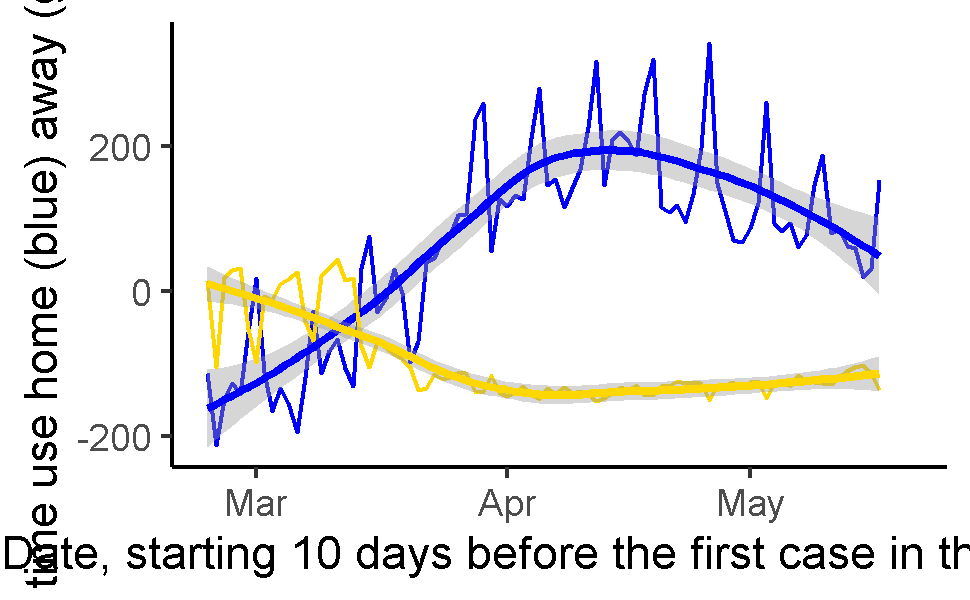 time use home (blue) away (
200
0
-200
Mar Apr May
Date, starting 10 days before the first case in th